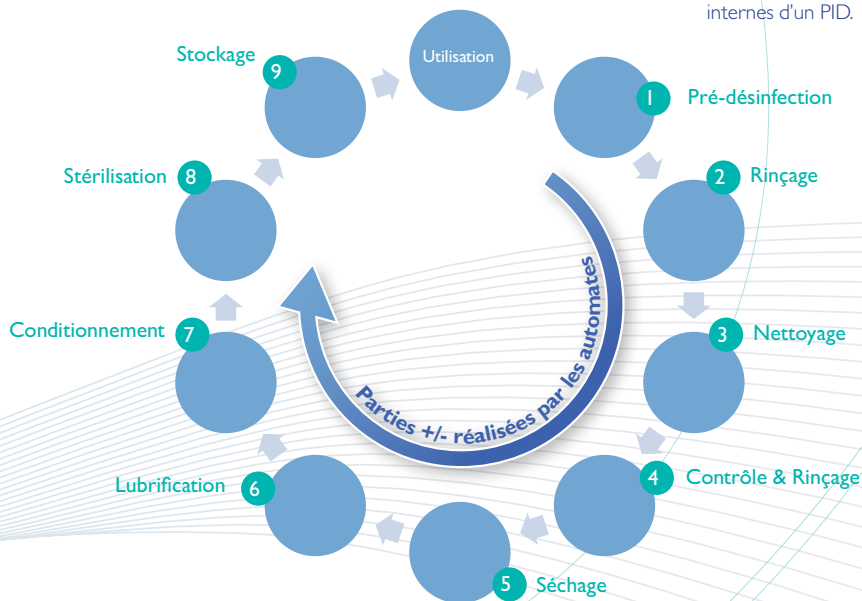 internes d'un PID.
Utilisation
1 Pré-désinfection
2 Rinçage
3 Nettoyage
4 Contrôle & Rinçage
5 Séchage
6 Lubrification
7 Conditionnement
8 Stérilisation
9 Stockage
Parties +/- réalisées par les automates